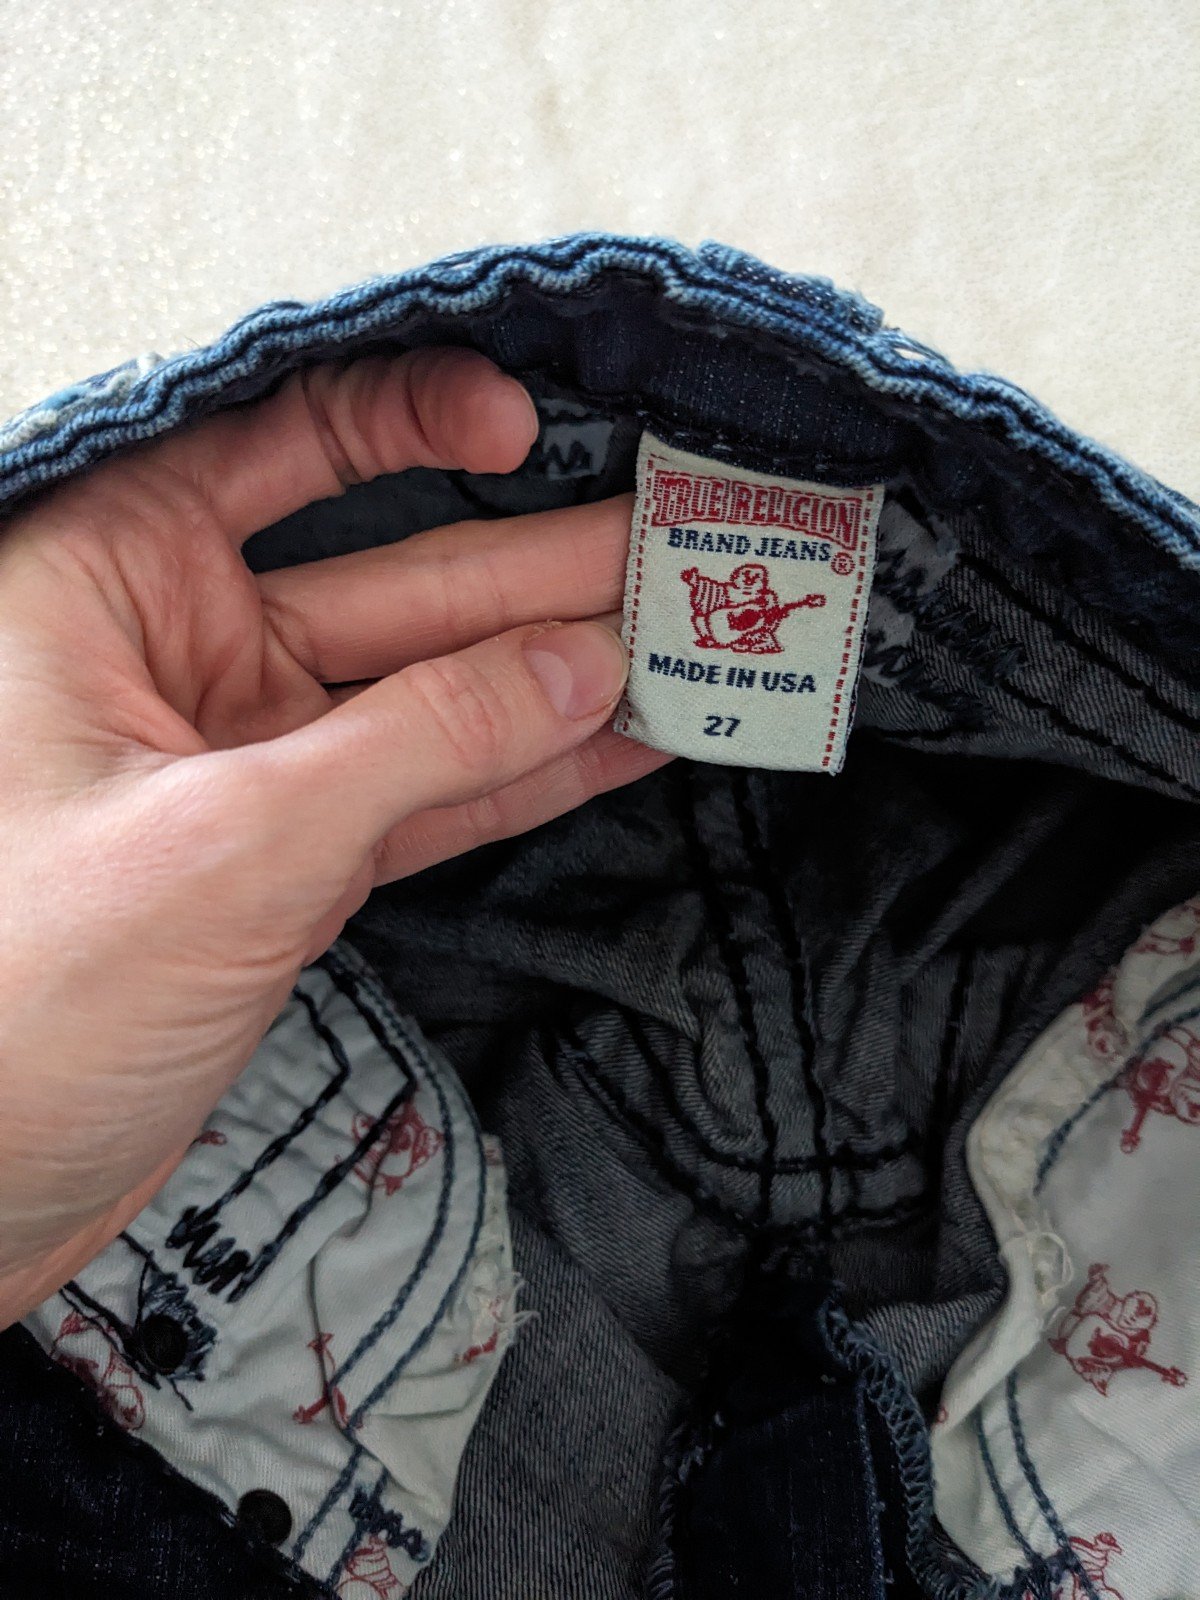 TRUE RELIGION
BRAND JEANS®
MADE IN USA
27